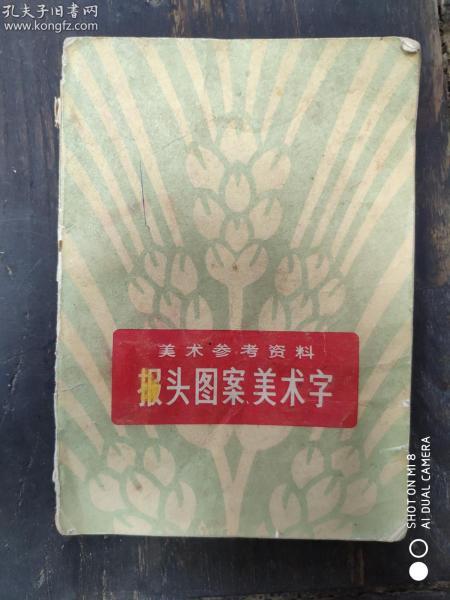 孔夫子旧书网
www.kongfz.com
美术参考资料
报头图案 美术字
SHOT ON MI 8
AI DUAL CAMERA